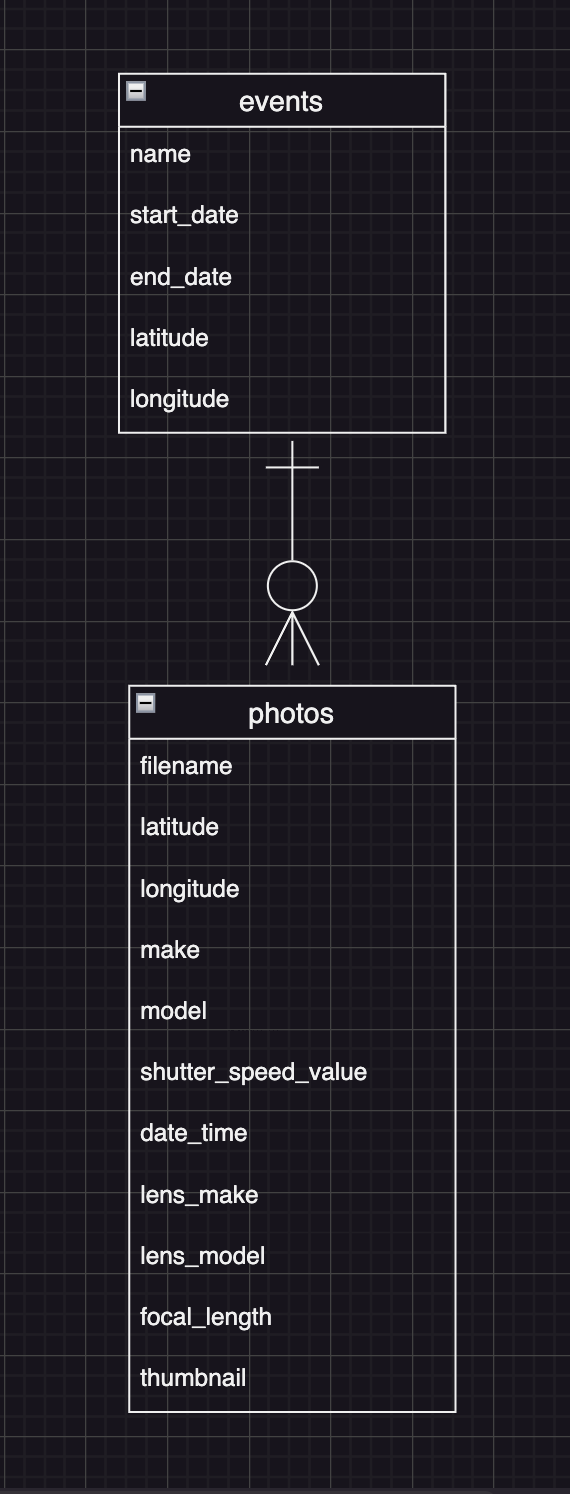 events
name
start_date
end_date
latitude
longitude
photos
filename
latitude
longitude
make
model
shutter_speed_value
date_time
lens_make
lens_model
focal_length
thumbnail